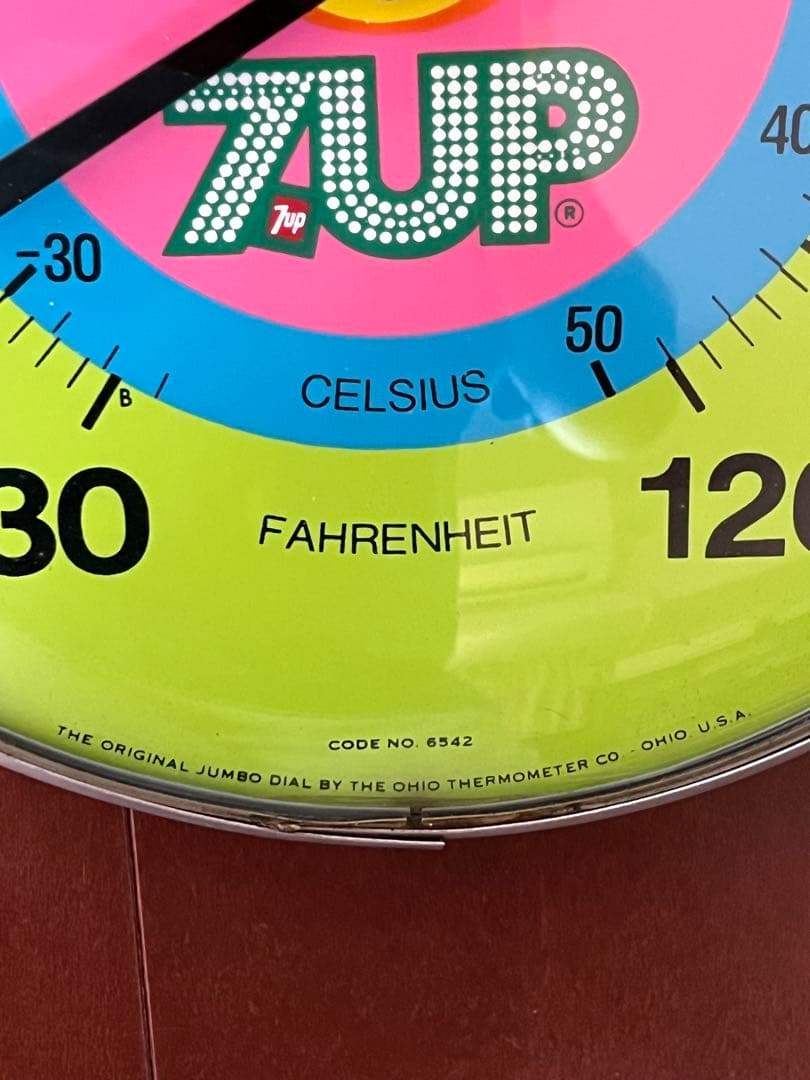 7UP
7up
®
40
-30
50
B
CELSIUS
30
120
FAHRENHEIT
CODE NO. 6542
THE ORIGINAL JUMBO DIAL BY THE OHIO THERMOMETER CO - OHIO, U.S.A.